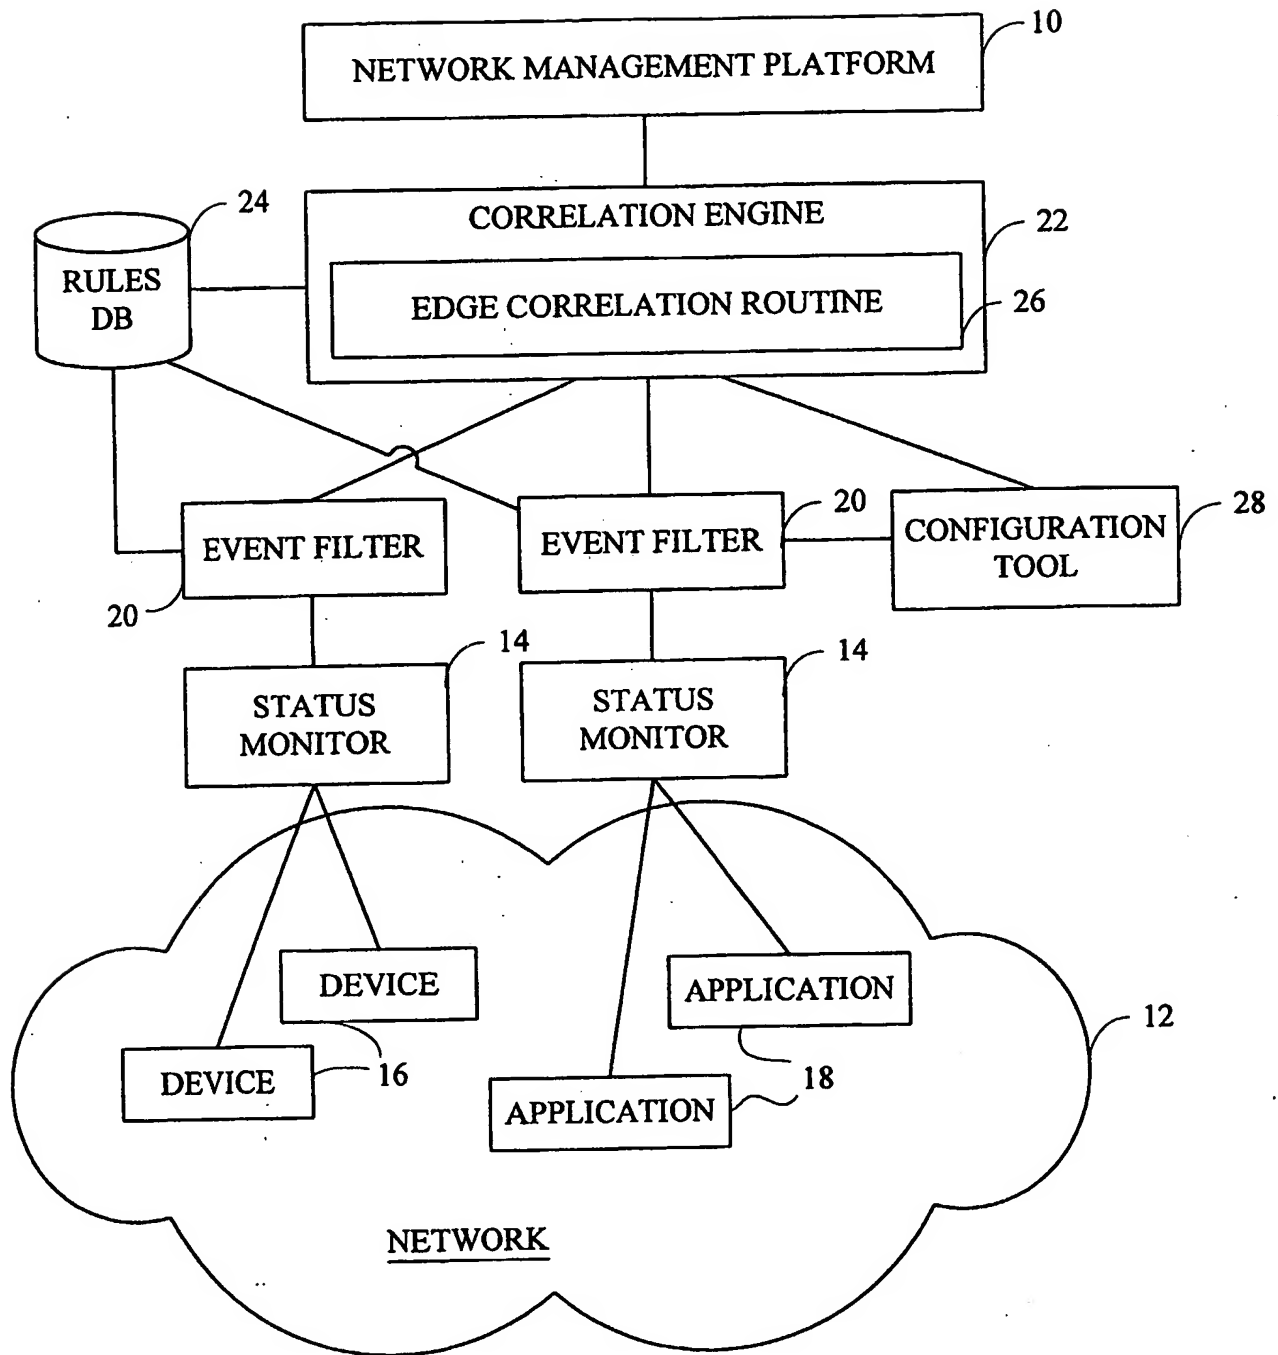 10
NETWORK MANAGEMENT PLATFORM
24
CORRELATION ENGINE
22
RULES
DB
EDGE CORRELATION ROUTINE
26
EVENT FILTER
20
EVENT FILTER
20
CONFIGURATION
TOOL
28
14
STATUS
MONITOR
14
STATUS
MONITOR
DEVICE
DEVICE
16
APPLICATION
APPLICATION
18
12
NETWORK